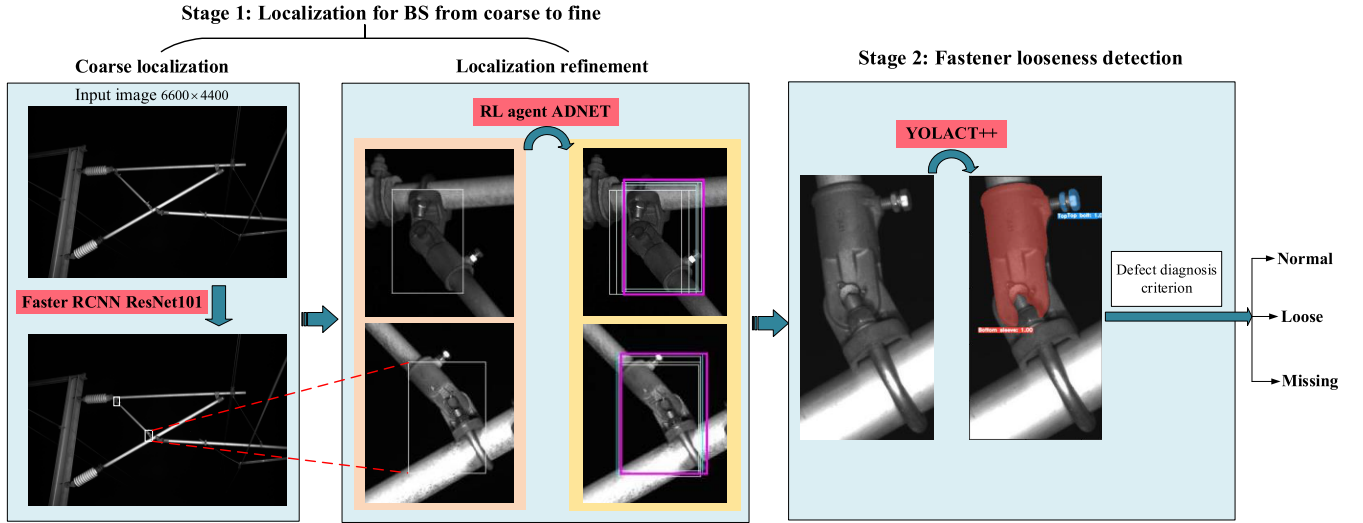 Stage 1: Localization for BS from coarse to fine
Coarse localization
Input image 6600×4400
Faster RCNN ResNet101
Localization refinement
RL agent ADNET
Stage 2: Fastener looseness detection
YOLACT++
Bottom sleeve: 1.00
Defect diagnosis
criterion
Normal
Loose
Missing